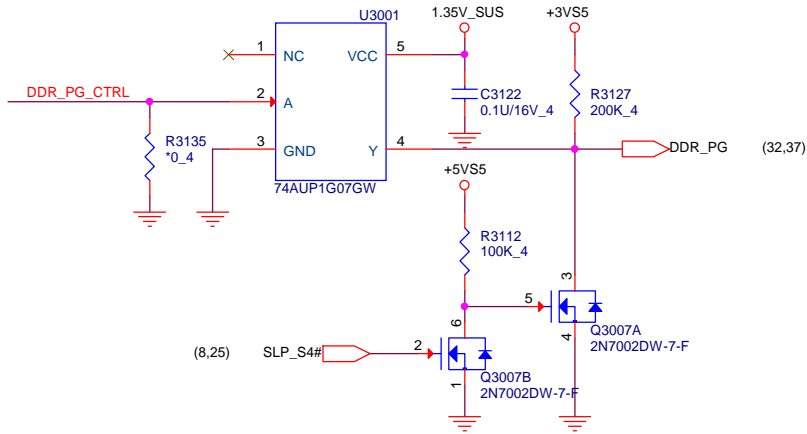 U3001
1.35V_SUS
+3VS5
1
NC
VCC
5
C3122
0.1U/16V_4
R3127
200K_4
DDR_PG_CTRL
2
A
R3135
*0_4
3
GND
Y
4
DDR_PG
(32,37)
74AUP1G07GW
+5VS5
R3112
100K_4
3
5
6
4
Q3007A
2N7002DW-7-F
(8,25)
SLP_S4#
2
1
Q3007B
2N7002DW-7-F